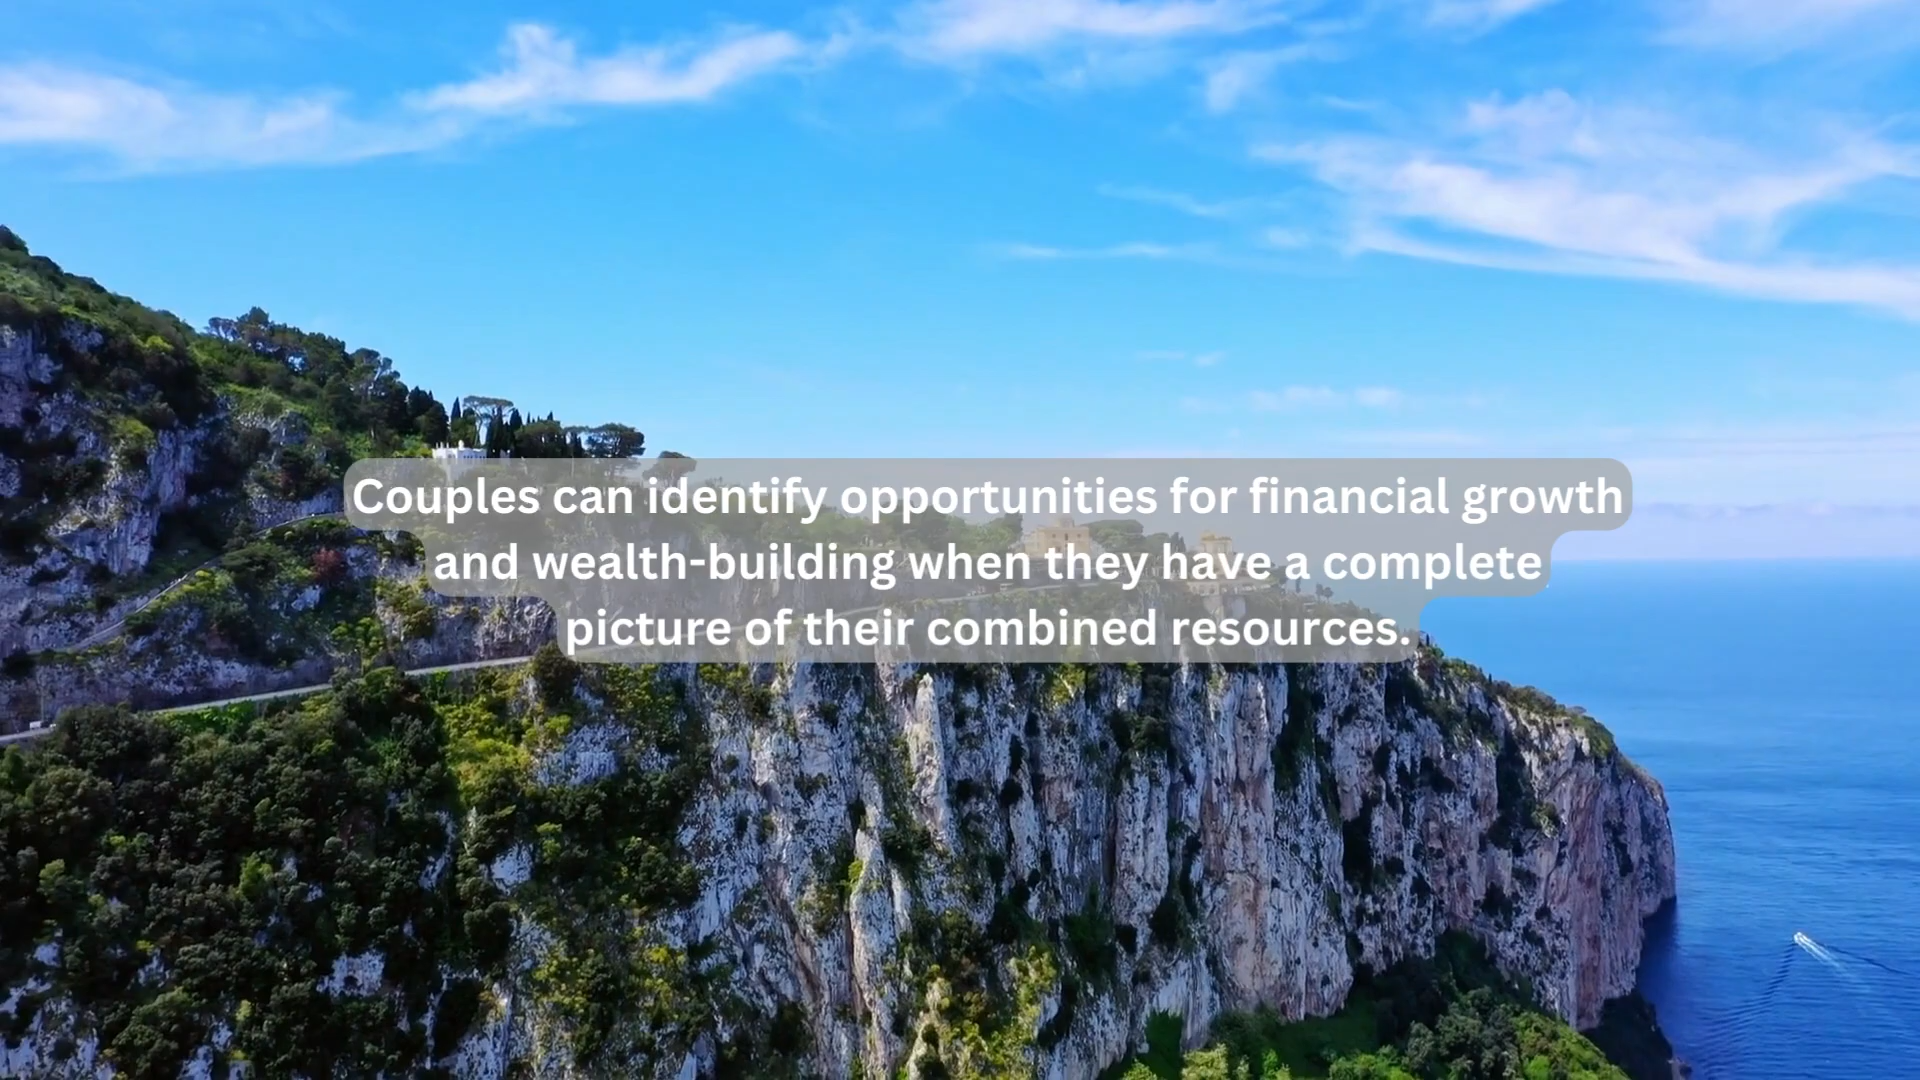 Couples can identify opportunities for financial growth
and wealth-building when they have a complete
picture of their combined resources.